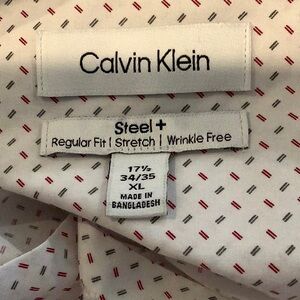 Calvin Klein
Steel+
Regular Fit | Stretch | Wrinkle Free
17½
34/35
XL
MADE IN
BANGLADESH